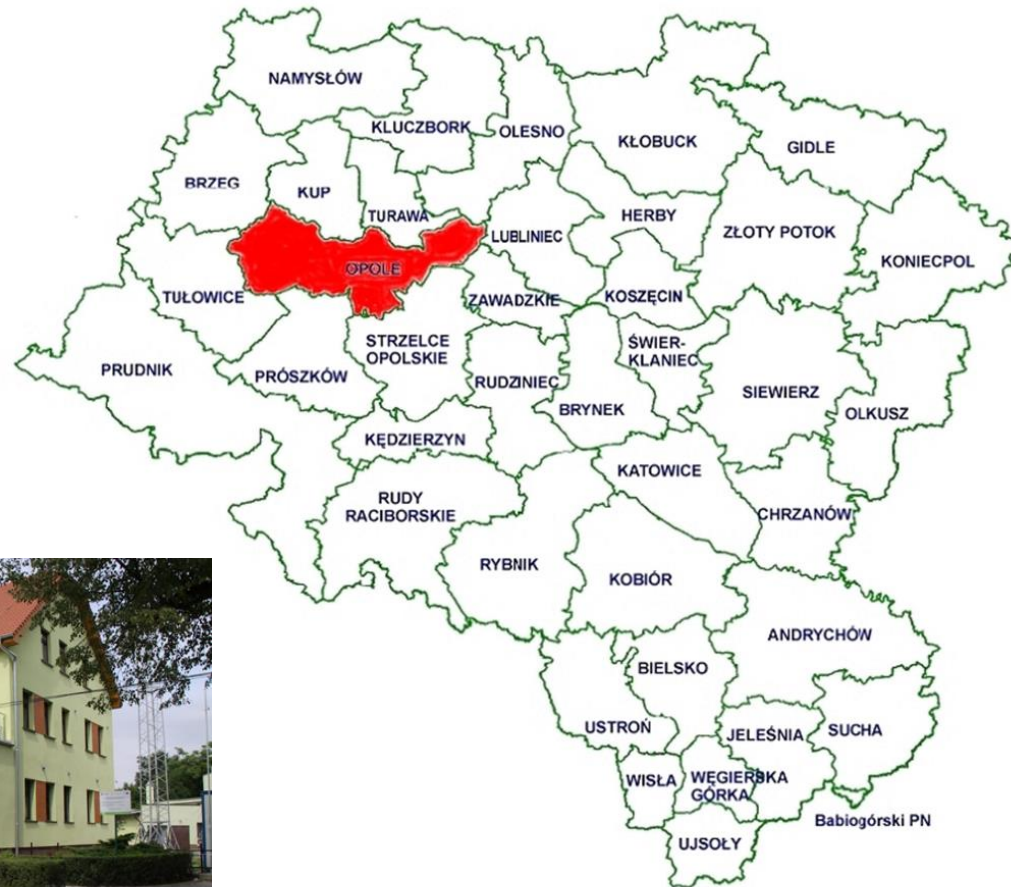 NAMYSŁÓW
KLUCZBORK
OLESNO
KŁOBUCK
GIDLE
BRZEG
KUP
TURAWA
LUBLINIEC
HERBY
ZŁOTY POTOK
KONIECPOL
OPOLE
TUŁOWICE
ZAWADZKIE
KOSZĘCIN
STRZELCE
OPOLSKIE
ŚWIER-
KLANIEC
PRUDNIK
PRÓSZKÓW
RUDZINIEC
BRYNEK
SIEWIERZ
OLKUSZ
KĘDZIERZYN
KATOWICE
RUDY
RACIBORSKIE
CHRZANÓW
RYBNIK
KOBIÓR
ANDRYCHÓW
BIELSKO
USTROŃ
JELEŚNIA
SUCHA
WISŁA
WĘGIERSKA
GÓRKA
Babiogórski PN
UJSOŁY